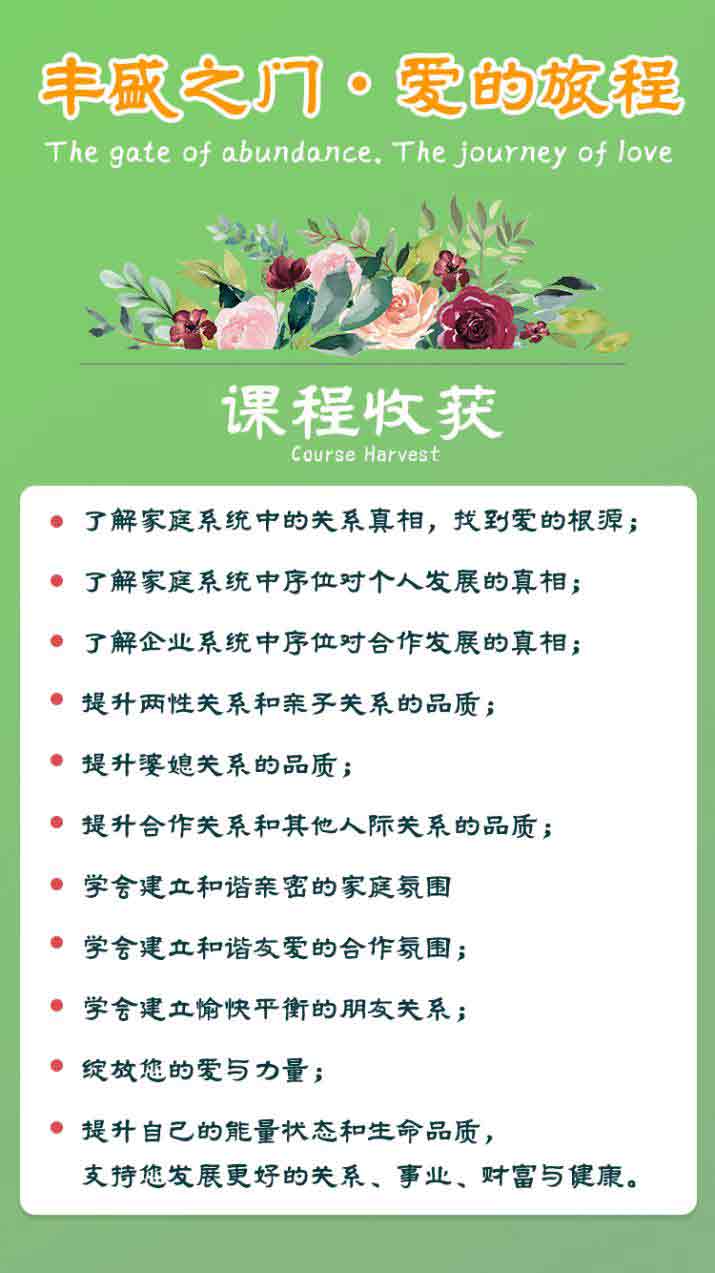 丰盛之门·爱的旅程
The gate of abundance. The journey of love
课程收获
Course Harvest
了解家庭系统中的关系真相，找到爱的根源；
了解家庭系统中序位对个人发展的真相；
了解企业系统中序位对合作发展的真相；
提升两性关系和亲子关系的品质；
提升婆媳关系的品质；
提升合作关系和其他人际关系的品质；
学会建立和谐亲密的家庭氛围
学会建立和谐友爱的合作氛围；
学会建立愉快平衡的朋友关系；
绽放您的爱与力量；
提升自己的能量状态和生命品质，
支持您发展更好的关系、事业、财富与健康。